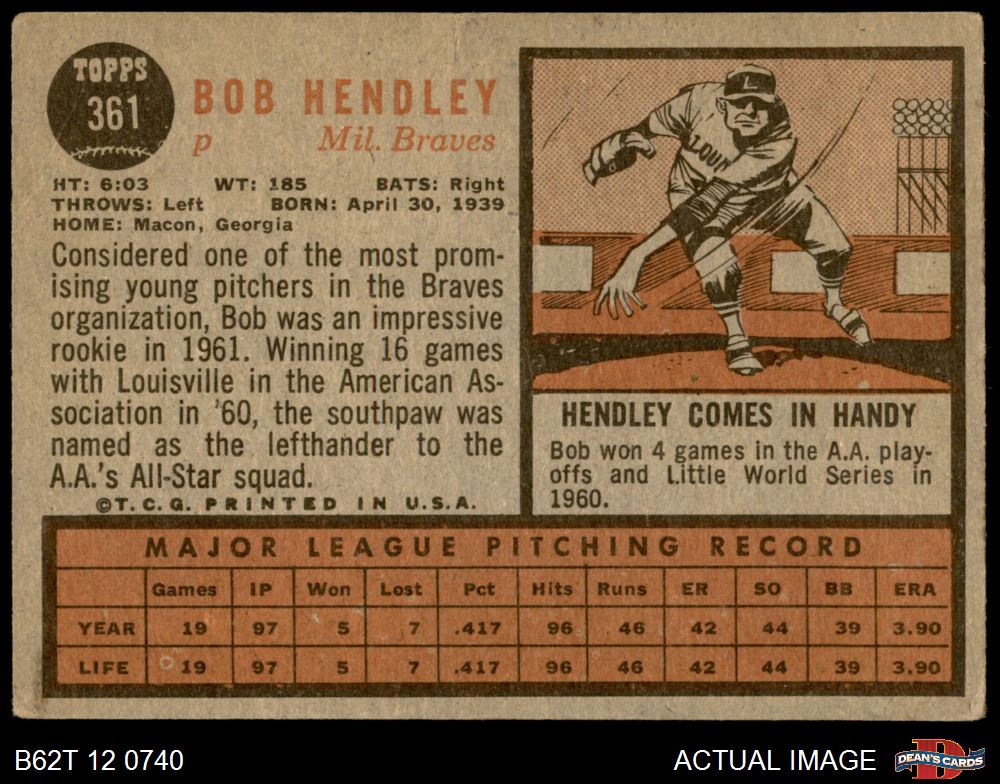 TOPPS
361
BOB HENDLEY
p Mil. Braves
HT: 6:03 WT: 185 BATS: Right
THROWS: Left BORN: April 30, 1939
HOME: Macon, Georgia
Considered one of the most prom-
ising young pitchers in the Braves
organization, Bob was an impressive
rookie in 1961. Winning 16 games
with Louisville in the American As-
sociation in '60, the southpaw was
named as the lefthander to the
A.A.'s All-Star squad.
©T.C.G. PRINTED IN U.S.A.
L
LOUI
HENDLEY COMES IN HANDY
Bob won 4 games in the A.A. play-
offs and Little World Series in
1960.
MAJOR LEAGUE PITCHING RECORD
Games IP Won Lost Pct Hits Runs ER SO BB ERA
YEAR 19 97 5 7 .417 96 46 42 44 39 3.90
LIFE 19 97 5 7 .417 96 46 42 44 39 3.90
B62T 12 0740 ACTUAL IMAGE DEAN'S CARDS